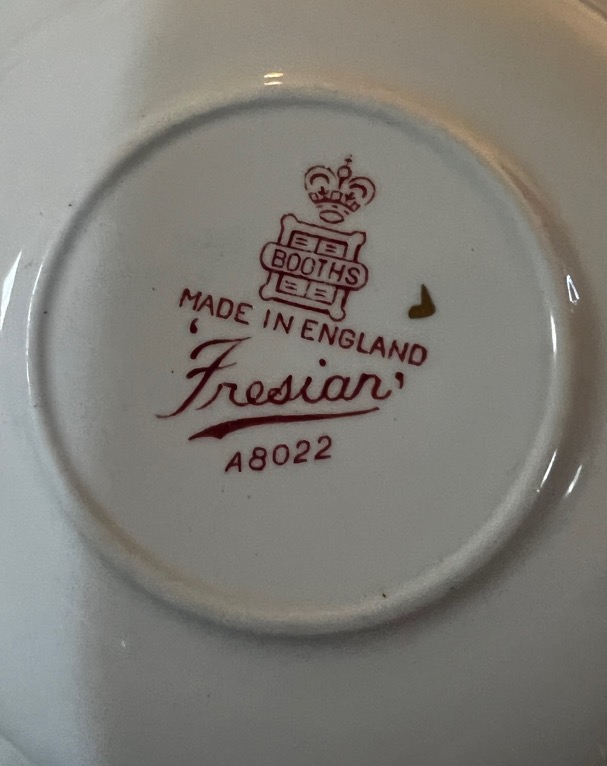 BOOTHS
MADE IN ENGLAND
'Fresian'
A8022